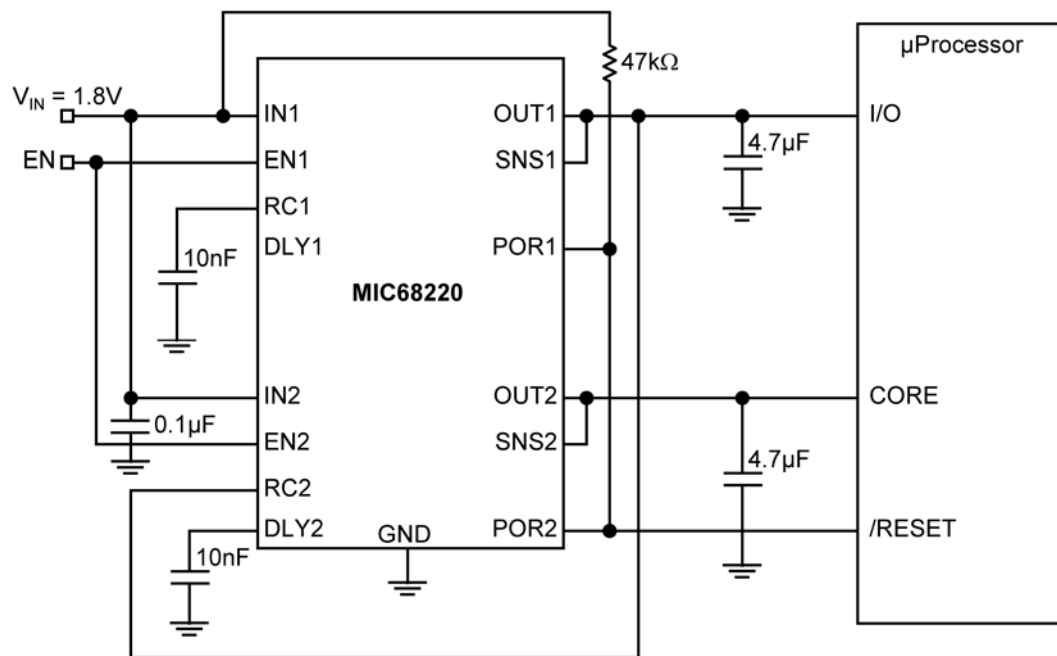 µProcessor
47kΩ
V_IN = 1.8V
IN1
OUT1
I/O
EN
EN1
SNS1
4.7µF
RC1
DLY1
POR1
10nF
MIC68220
IN2
OUT2
CORE
0.1µF
EN2
SNS2
4.7µF
RC2
DLY2
GND
POR2
/RESET
10nF